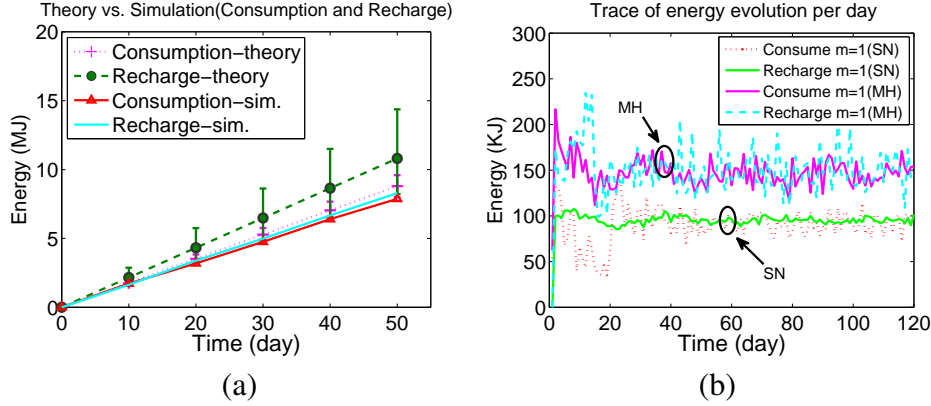 Theory vs. Simulation(Consumption and Recharge)
Energy (MJ)
20
15
10
5
0
Consumption−theory
Recharge−theory
Consumption−sim.
Recharge−sim.
0 10 20 30 40 50
Time (day)
(a)
Trace of energy evolution per day
Energy (KJ)
300
250
200
150
100
50
0
Consume m=1(SN)
Recharge m=1(SN)
Consume m=1(MH)
Recharge m=1(MH)
MH
SN
0 20 40 60 80 100 120
Time (day)
(b)